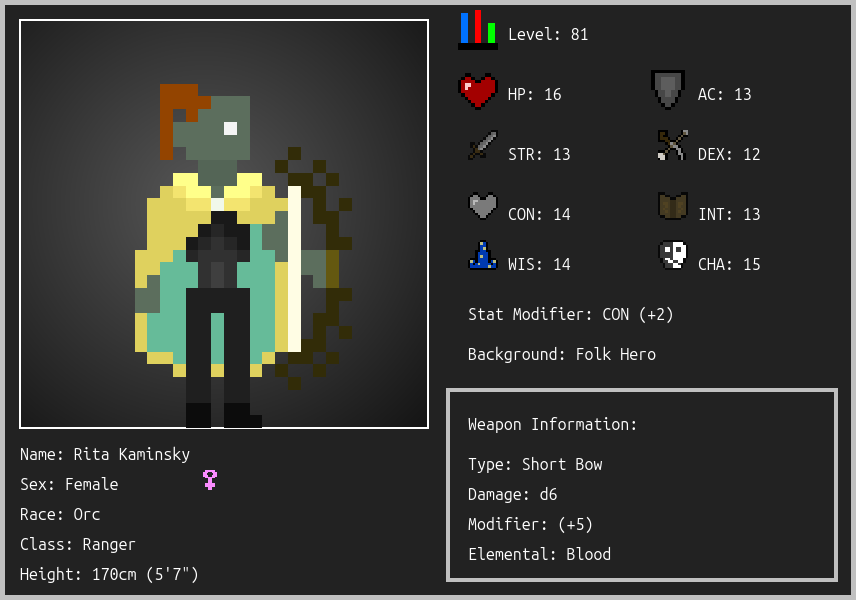 Level: 81
HP: 16
AC: 13
STR: 13
DEX: 12
CON: 14
INT: 13
WIS: 14
CHA: 15
Stat Modifier: CON (+2)
Background: Folk Hero
Weapon Information:
Type: Short Bow
Damage: d6
Modifier: (+5)
Elemental: Blood
Name: Rita Kaminsky
Sex: Female
Race: Orc
Class: Ranger
Height: 170cm (5'7")